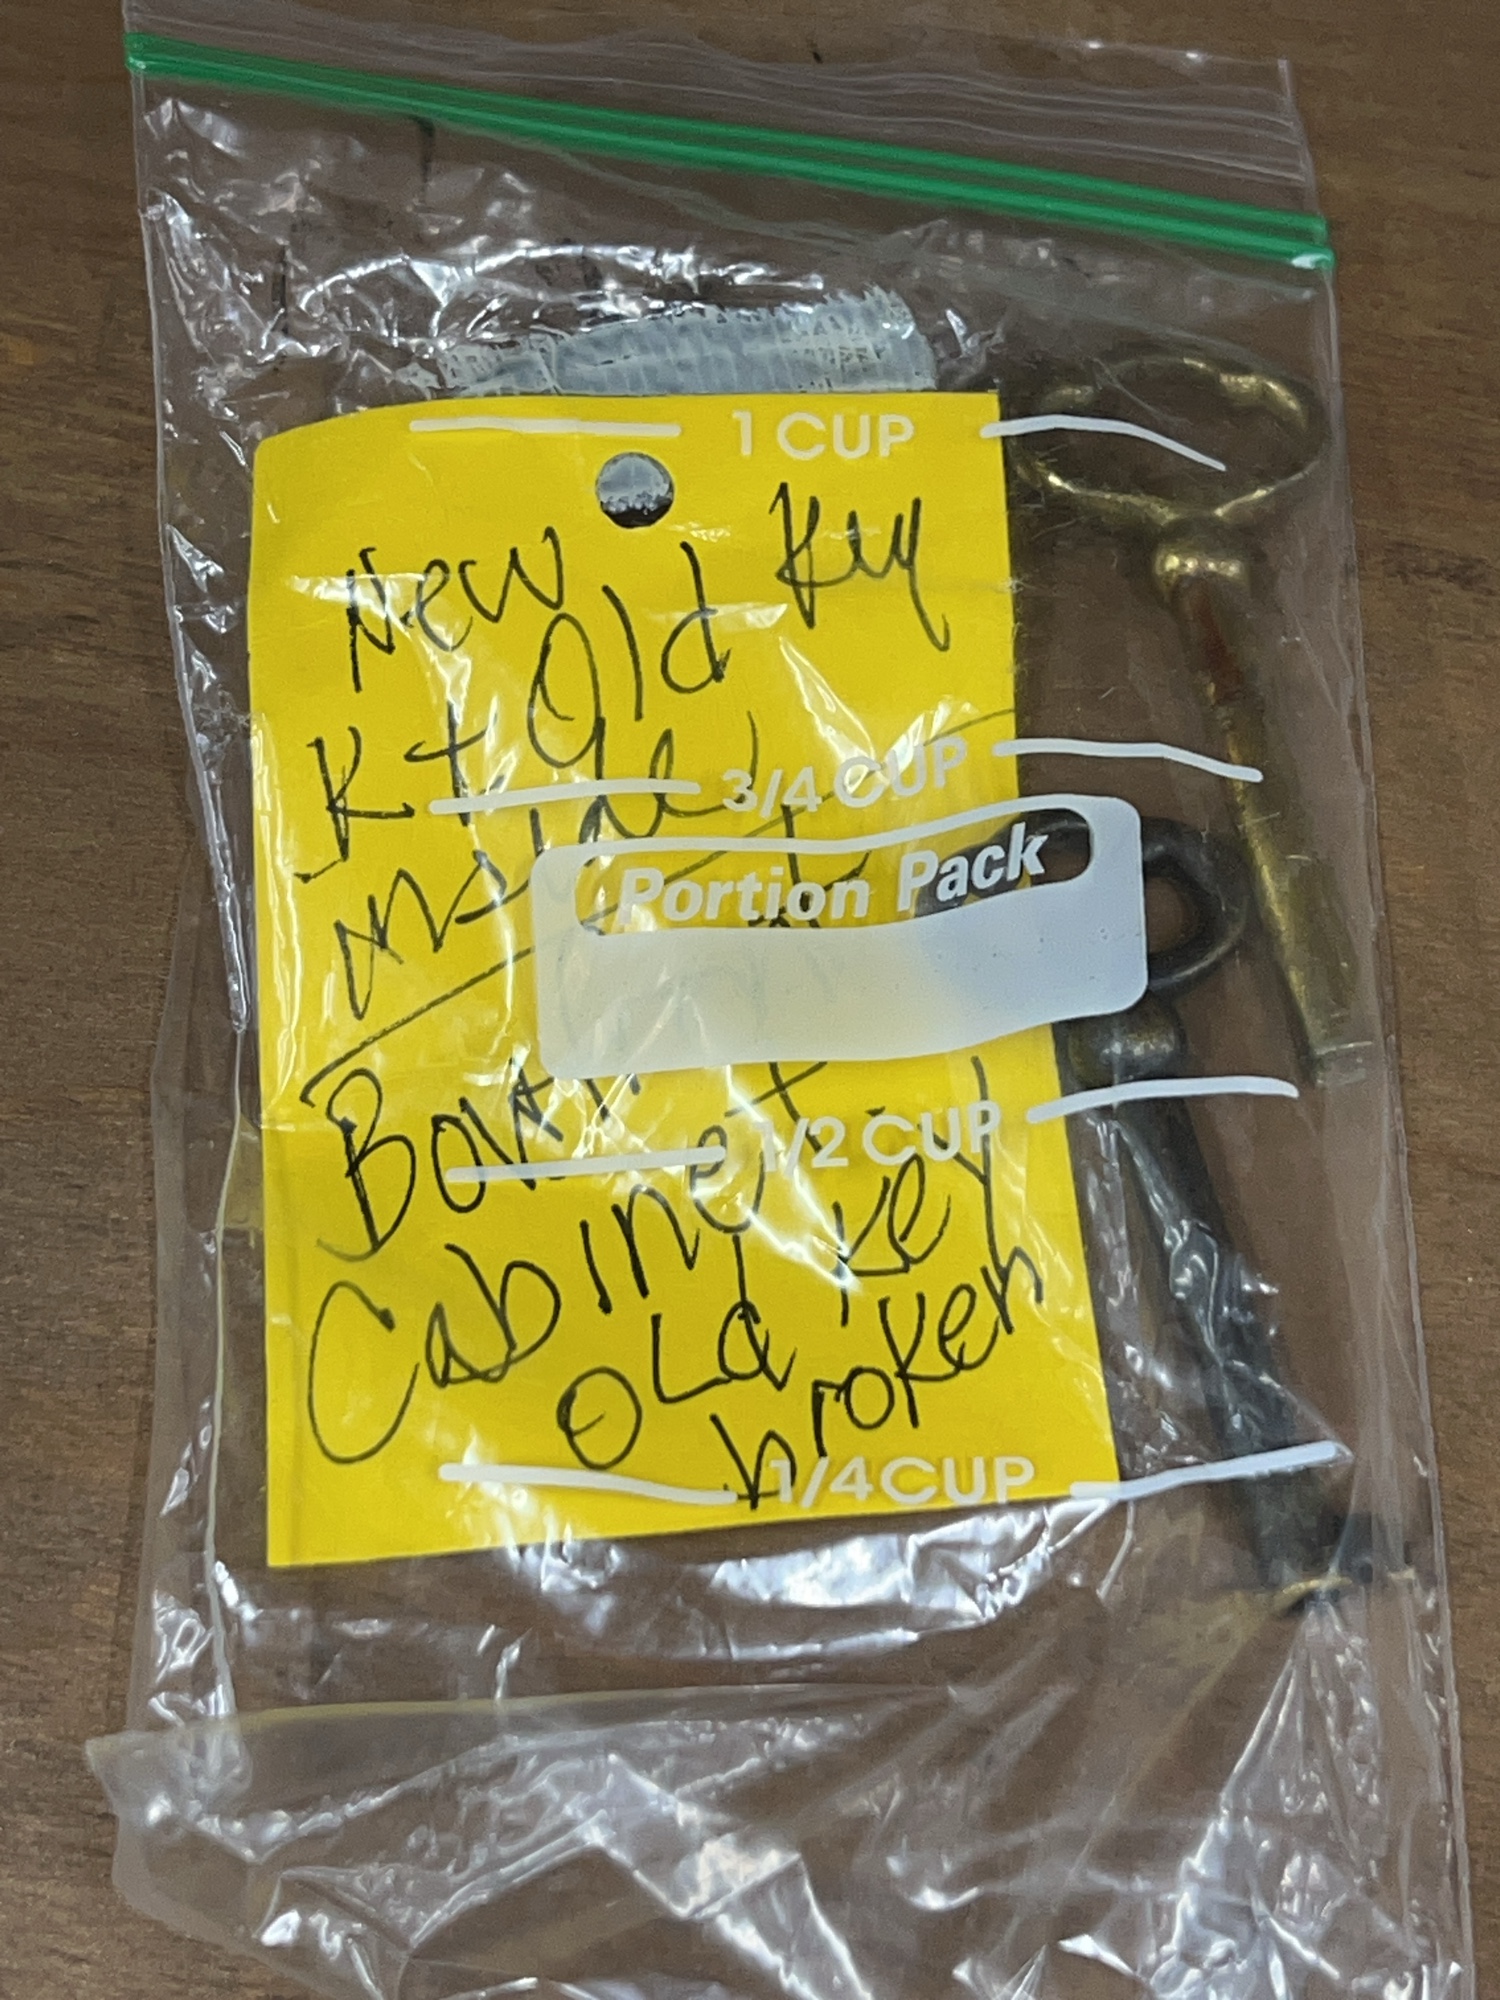 1 CUP
New Key
K+ Old
inside
3/4 CUP
Portion Pack
1/2 CUP
Cabinet Key
Old
broken
1/4 CUP